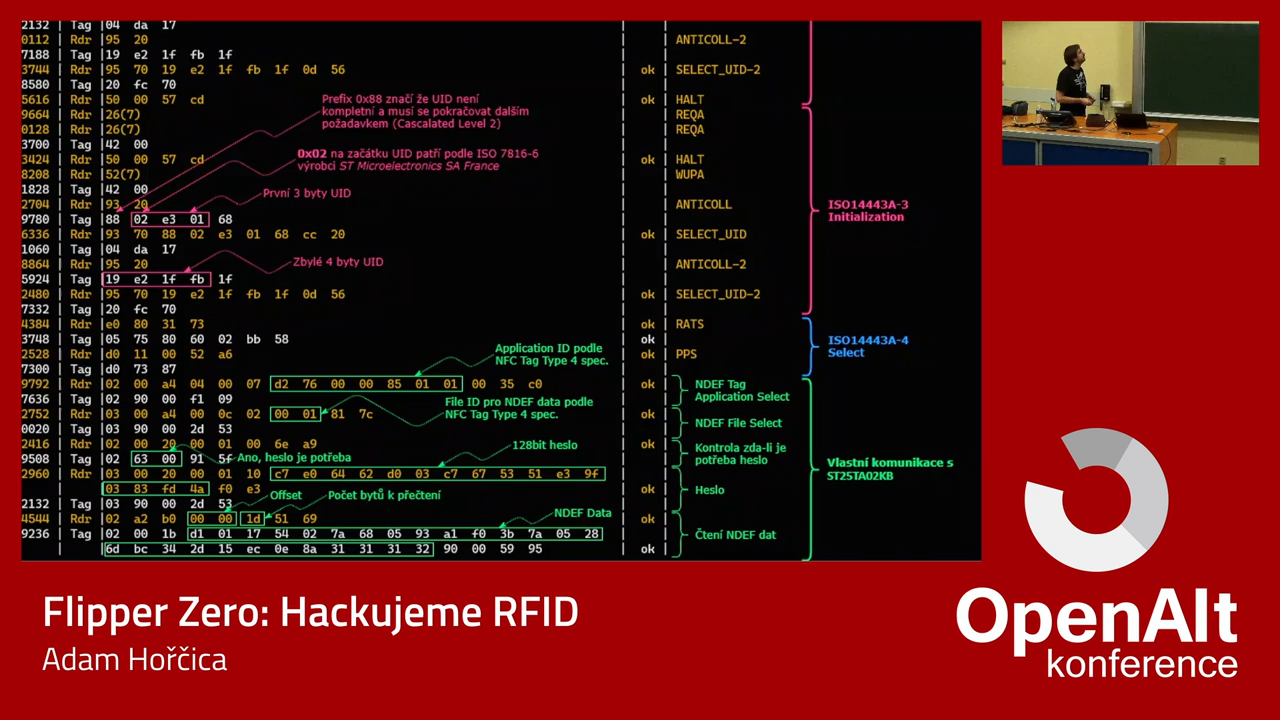 2132 | Tag |04 da 17
0112 | Rdr |95 20 | | ANTICOLL-2
7188 | Tag |19 e2 1f fb 1f
3744 | Rdr |95 70 19 e2 1f fb 1f 0d 56 | ok | SELECT_UID-2
8580 | Tag |20 fc 70
5616 | Rdr |50 00 57 cd | ok | HALT
9664 | Rdr |26(7) | | REQA
0128 | Rdr |26(7) | | REQA
3700 | Tag |42 00
3424 | Rdr |50 00 57 cd | ok | HALT
8208 | Rdr |52(7) | | WUPA
1828 | Tag |42 00
2704 | Rdr |93 20 | | ANTICOLL
9780 | Tag |88 02 e3 01 68
6336 | Rdr |93 70 88 02 e3 01 68 cc 20 | ok | SELECT_UID
1060 | Tag |04 da 17
8864 | Rdr |95 20 | | ANTICOLL-2
5924 | Tag |19 e2 1f fb 1f
2480 | Rdr |95 70 19 e2 1f fb 1f 0d 56 | ok | SELECT_UID-2
7332 | Tag |20 fc 70
4384 | Rdr |e0 80 31 73 | ok | RATS
3748 | Tag |05 75 80 60 02 bb 58 | ok |
2528 | Rdr |d0 11 00 52 a6 | ok | PPS
7300 | Tag |d0 73 87
9792 | Rdr |02 00 a4 04 00 07 d2 76 00 00 85 01 01 00 35 c0 | ok |
7636 | Tag |02 90 00 f1 09
2752 | Rdr |03 00 a4 00 0c 02 00 01 81 7c | ok |
0020 | Tag |03 90 00 2d 53
2416 | Rdr |02 00 20 00 01 00 6e a9 | ok |
9508 | Tag |02 63 00 91 5f
2960 | Rdr |03 00 20 00 01 10 c7 e0 64 62 d0 03 c7 67 53 51 e3 9f
03 83 fd 4a f0 e3 | ok |
2132 | Tag |03 90 00 2d 53
4544 | Rdr |02 a2 b0 00 00 1d 51 69 | ok |
9236 | Tag |02 00 1b d1 01 17 54 02 7a 68 05 93 a1 f0 3b 7a 05 28
6d bc 34 2d 15 ec 0e 8a 31 31 31 32 90 00 59 95 | ok |
Prefix 0x88 značí že UID není
kompletní a musí se pokračovat dalším
požadavkem (Cascalated Level 2)
0x02 na začátku UID patří podle ISO 7816-6
výrobci ST Microelectronics SA France
První 3 byty UID
Zbylé 4 byty UID
Application ID podle
NFC Tag Type 4 spec.
File ID pro NDEF data podle
NFC Tag Type 4 spec.
128bit heslo
Ano, heslo je potřeba
Offset
Počet bytů k přečtení
NDEF Data
NDEF Tag
Application Select
NDEF File Select
Kontrola zda-li je
potřeba heslo
Heslo
Čtení NDEF dat
ISO14443A-3
Initialization
ISO14443A-4
Select
Vlastní komunikace s
ST25TA02KB
Flipper Zero: Hackujeme RFID
Adam Hořčica
OpenAlt
konference